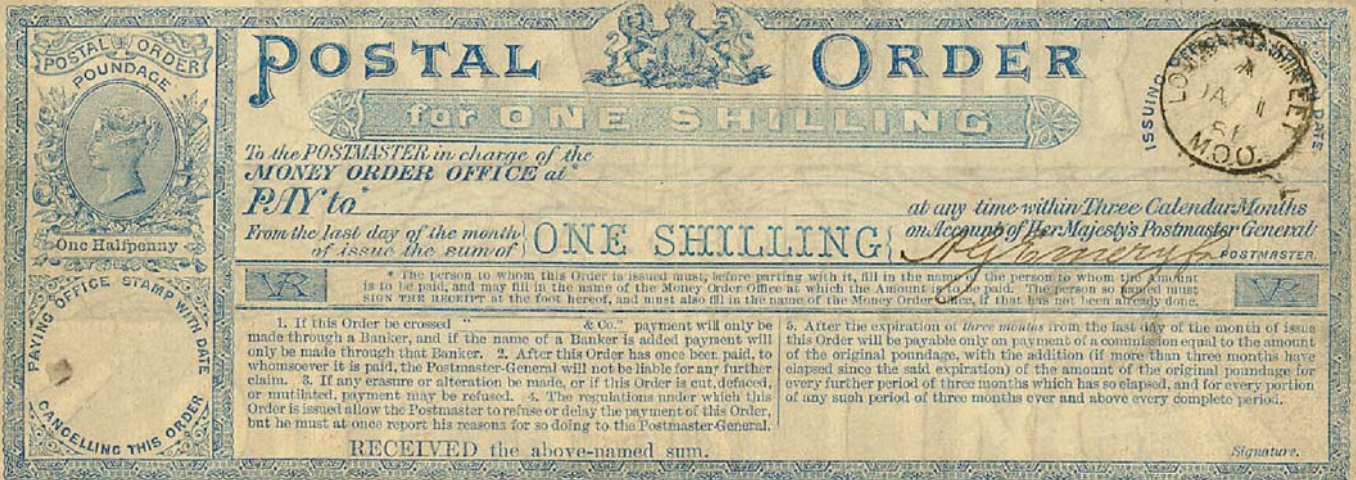 POSTAL ORDER
POUNDAGE
One Halfpenny
PAYING OFFICE STAMP WITH DATE
CANCELLING THIS ORDER
POSTAL ORDER
for ONE SHILLING
ISSUING
DATE
LO
STREET
A
JA 1
81
M.O.O.
To the POSTMASTER in charge of the
MONEY ORDER OFFICE at*
PAY to*
at any time within Three Calendar Months
From the last day of the month
of issue the sum of
ONE SHILLING
on Account of Her Majesty's Postmaster General
POSTMASTER.
VR
* The person to whom this Order is issued must, before parting with it, fill in the name of the person to whom the amount
is to be paid, and may fill in the name of the Money Order Office at which the Amount is to be paid. The person so named must
SIGN THE RECEIPT at the foot hereof, and must also fill in the name of the Money Order Office, if that has not been already done.
VR
1. If this Order be crossed " & Co." payment will only be
made through a Banker, and if the name of a Banker is added payment will
only be made through that Banker. 2. After this Order has once been paid, to
whomsoever it is paid, the Postmaster-General will not be liable for any further
claim. 3. If any erasure or alteration be made, or if this Order is cut, defaced,
or mutilated, payment may be refused. 4. The regulations under which this
Order is issued allow the Postmaster to refuse or delay the payment of this Order,
but he must at once report his reasons for so doing to the Postmaster-General.
5. After the expiration of three months from the last day of the month of issue
this Order will be payable only on payment of a commission equal to the amount
of the original poundage, with the addition (if more than three months have
elapsed since the said expiration) of the amount of the original poundage for
every further period of three months which has so elapsed, and for every portion
of any such period of three months over and above every complete period.
RECEIVED the above-named sum.
Signature.